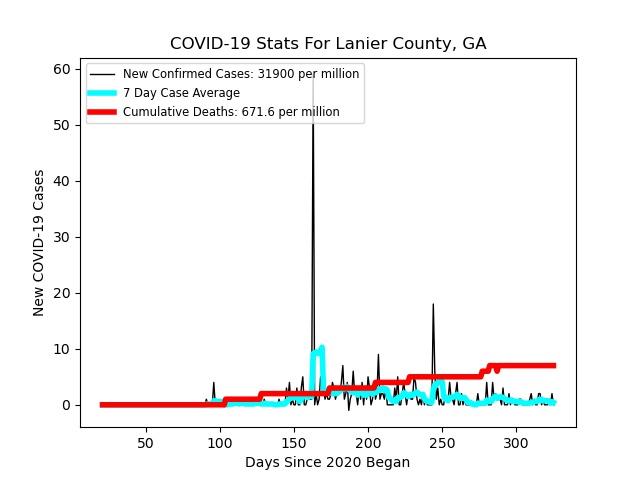 COVID-19 Stats For Lanier County, GA
New Confirmed Cases: 31900 per million
7 Day Case Average
Cumulative Deaths: 671.6 per million
New COVID-19 Cases
60
50
40
30
20
10
0
50 100 150 200 250 300
Days Since 2020 Began